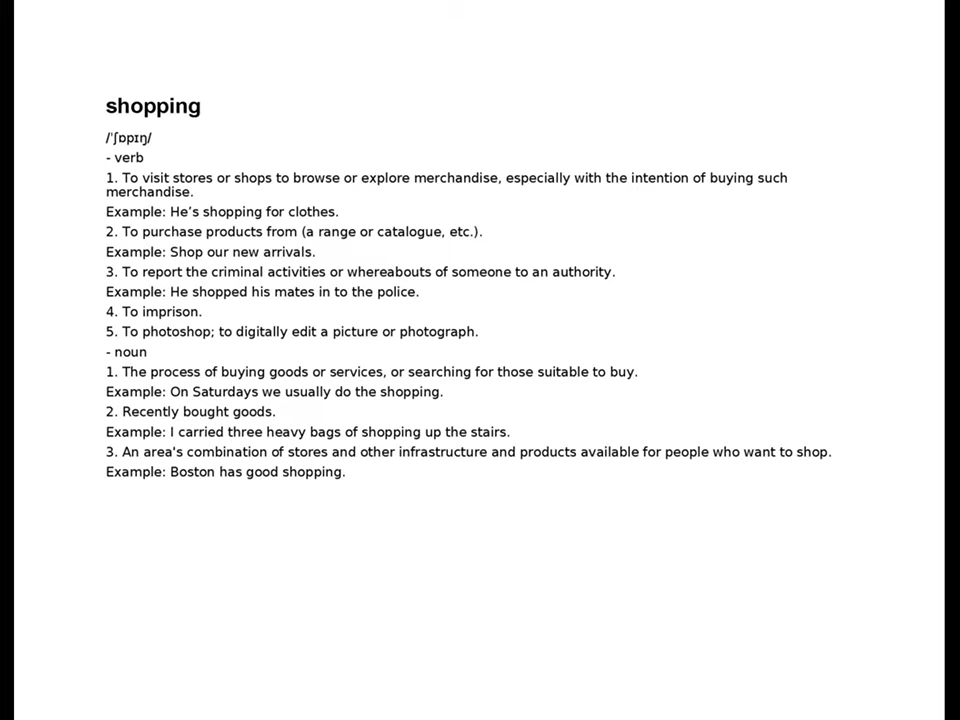 shopping
/ˈʃɒpɪŋ/
- verb
1. To visit stores or shops to browse or explore merchandise, especially with the intention of buying such
merchandise.
Example: He’s shopping for clothes.
2. To purchase products from (a range or catalogue, etc.).
Example: Shop our new arrivals.
3. To report the criminal activities or whereabouts of someone to an authority.
Example: He shopped his mates in to the police.
4. To imprison.
5. To photoshop; to digitally edit a picture or photograph.
- noun
1. The process of buying goods or services, or searching for those suitable to buy.
Example: On Saturdays we usually do the shopping.
2. Recently bought goods.
Example: I carried three heavy bags of shopping up the stairs.
3. An area's combination of stores and other infrastructure and products available for people who want to shop.
Example: Boston has good shopping.